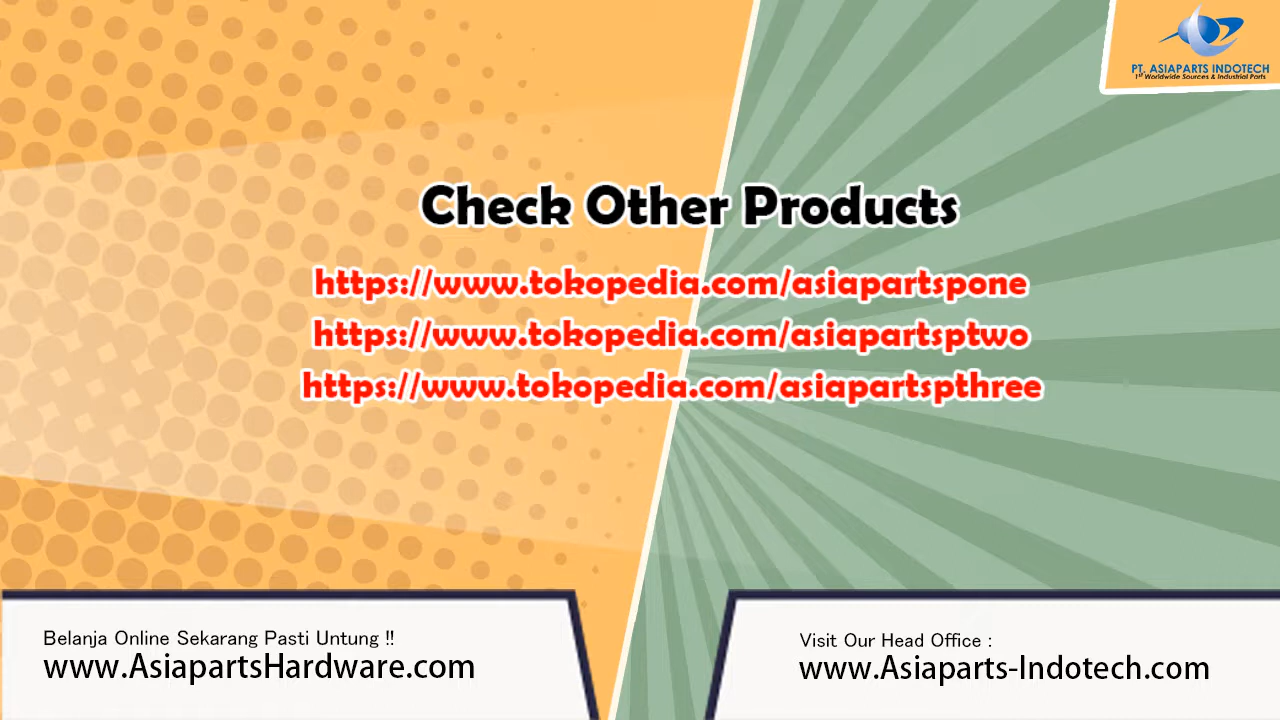 PT. ASIAPARTS INDOTECH
1ST Worldwide Sources & Industrial Parts
Check Other Products
https://www.tokopedia.com/asiapartspone
https://www.tokopedia.com/asiapartsptwo
https://www.tokopedia.com/asiapartspthree
Belanja Online Sekarang Pasti Untung !!
www.AsiapartsHardware.com
Visit Our Head Office :
www.Asiaparts-Indotech.com